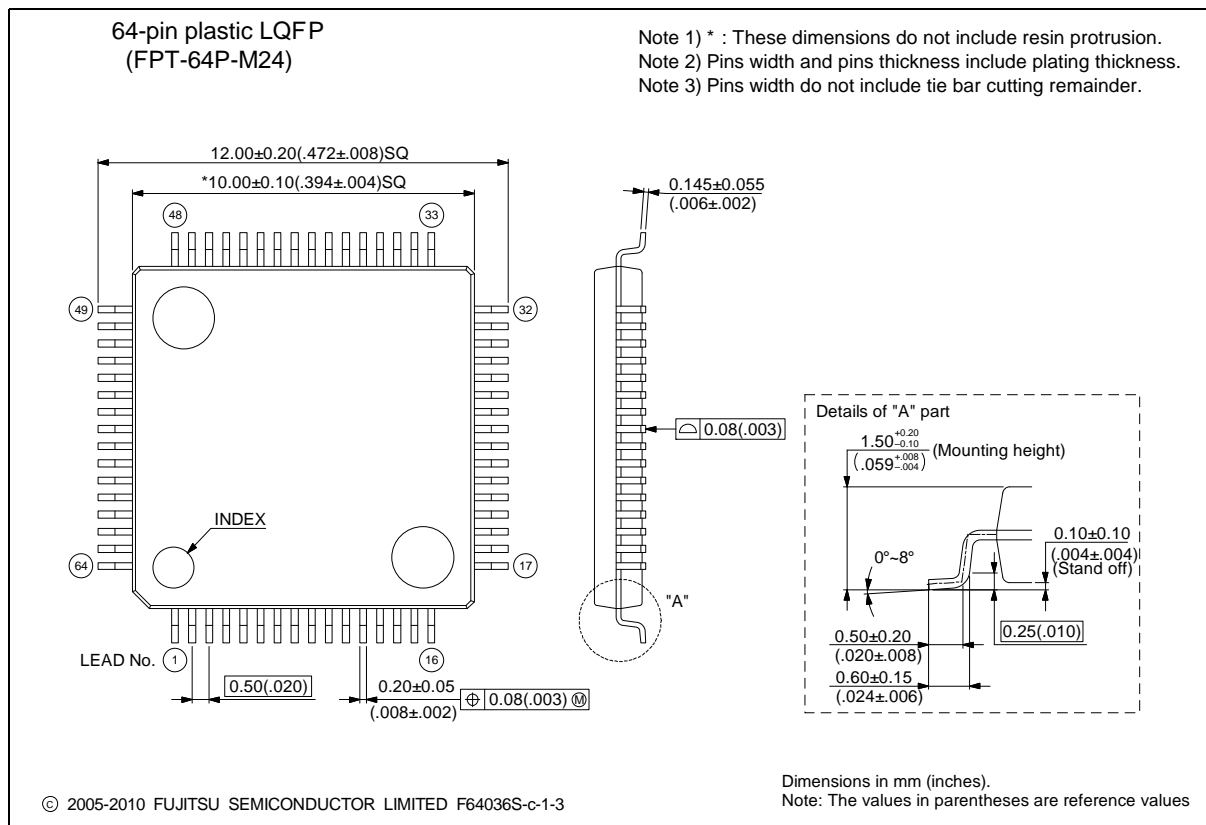 64-pin plastic LQFP
(FPT-64P-M24)
Note 1) * : These dimensions do not include resin protrusion.
Note 2) Pins width and pins thickness include plating thickness.
Note 3) Pins width do not include tie bar cutting remainder.
12.00±0.20(.472±.008)SQ
*10.00±0.10(.394±.004)SQ
48
33
49
32
64
17
INDEX
LEAD No.
1
16
0.50(.020)
0.20±0.05
(.008±.002)
0.08(.003) Ⓜ
0.145±0.055
(.006±.002)
0.08(.003)
"A"
Details of "A" part
1.50 +0.20 −0.10
(.059 +.008 −.004)
(Mounting height)
0°~8°
0.10±0.10
(.004±.004)
(Stand off)
0.25(.010)
0.50±0.20
(.020±.008)
0.60±0.15
(.024±.006)
© 2005-2010 FUJITSU SEMICONDUCTOR LIMITED F64036S-c-1-3
Dimensions in mm (inches).
Note: The values in parentheses are reference values